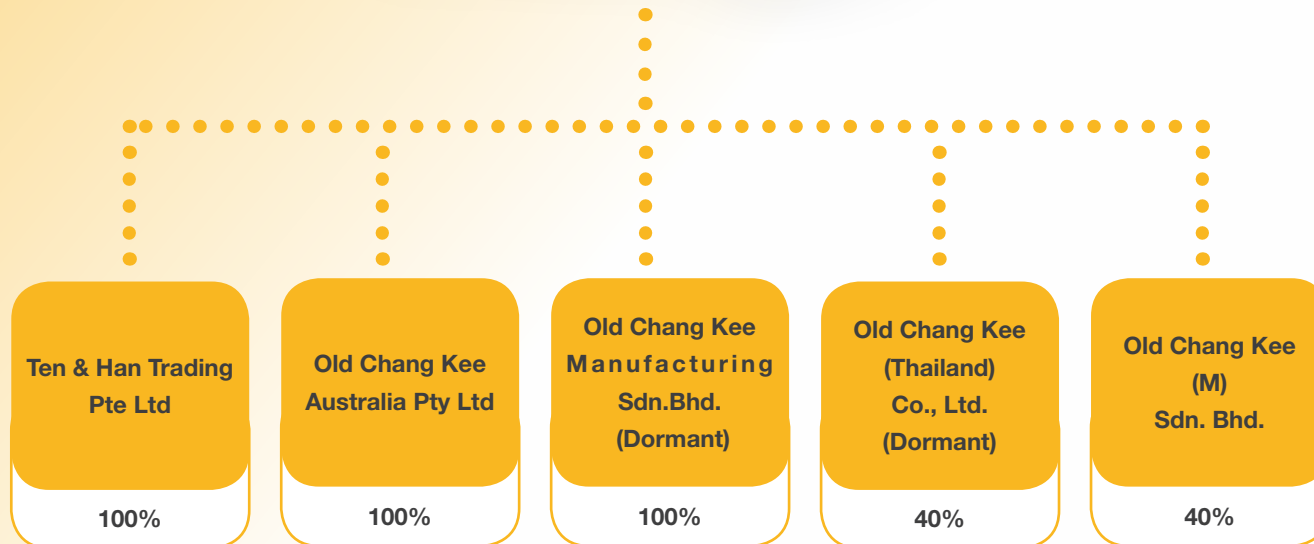 Ten & Han Trading
Pte Ltd
100%
Old Chang Kee
Australia Pty Ltd
100%
Old Chang Kee
Manufacturing
Sdn.Bhd.
(Dormant)
100%
Old Chang Kee
(Thailand)
Co., Ltd.
(Dormant)
40%
Old Chang Kee
(M)
Sdn. Bhd.
40%